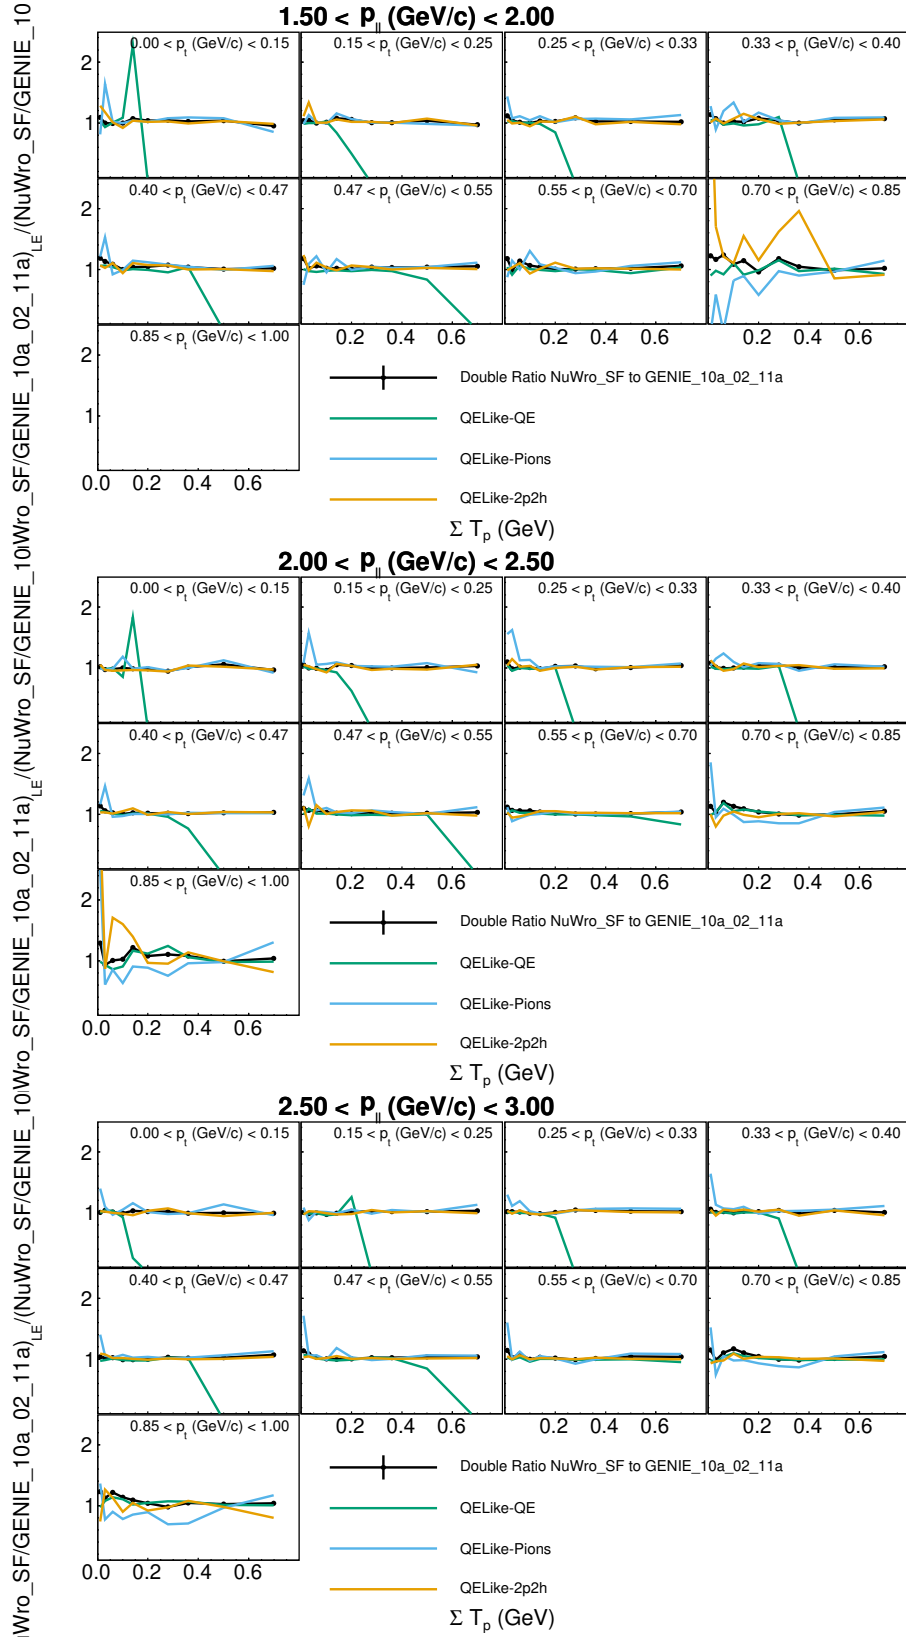 Wro_SF/GENIE_10a_02_11a)LE/(NuWro_SF/GENIE_10Wro_SF/GENIE_10a_02_11a)LE/(NuWro_SF/GENIE_10Wro_SF/GENIE_10a_02_11a)LE/(NuWro_SF/GENIE_10
1.50 < p|| (GeV/c) < 2.00
0.00 < pt (GeV/c) < 0.15
0.15 < pt (GeV/c) < 0.25
0.25 < pt (GeV/c) < 0.33
0.33 < pt (GeV/c) < 0.40
2
1
0.40 < pt (GeV/c) < 0.47
0.47 < pt (GeV/c) < 0.55
0.55 < pt (GeV/c) < 0.70
0.70 < pt (GeV/c) < 0.85
2
1
0.85 < pt (GeV/c) < 1.00
0.2 0.4 0.6
0.2 0.4 0.6
0.2 0.4 0.6
2
1
0.0 0.2 0.4 0.6
Double Ratio NuWro_SF to GENIE_10a_02_11a
QELike-QE
QELike-Pions
QELike-2p2h
Σ Tp (GeV)
2.00 < p|| (GeV/c) < 2.50
0.00 < pt (GeV/c) < 0.15
0.15 < pt (GeV/c) < 0.25
0.25 < pt (GeV/c) < 0.33
0.33 < pt (GeV/c) < 0.40
2
1
0.40 < pt (GeV/c) < 0.47
0.47 < pt (GeV/c) < 0.55
0.55 < pt (GeV/c) < 0.70
0.70 < pt (GeV/c) < 0.85
2
1
0.85 < pt (GeV/c) < 1.00
0.2 0.4 0.6
0.2 0.4 0.6
0.2 0.4 0.6
2
1
0.0 0.2 0.4 0.6
Double Ratio NuWro_SF to GENIE_10a_02_11a
QELike-QE
QELike-Pions
QELike-2p2h
Σ Tp (GeV)
2.50 < p|| (GeV/c) < 3.00
0.00 < pt (GeV/c) < 0.15
0.15 < pt (GeV/c) < 0.25
0.25 < pt (GeV/c) < 0.33
0.33 < pt (GeV/c) < 0.40
2
1
0.40 < pt (GeV/c) < 0.47
0.47 < pt (GeV/c) < 0.55
0.55 < pt (GeV/c) < 0.70
0.70 < pt (GeV/c) < 0.85
2
1
0.85 < pt (GeV/c) < 1.00
0.2 0.4 0.6
0.2 0.4 0.6
0.2 0.4 0.6
2
1
0.0 0.2 0.4 0.6
Double Ratio NuWro_SF to GENIE_10a_02_11a
QELike-QE
QELike-Pions
QELike-2p2h
Σ Tp (GeV)